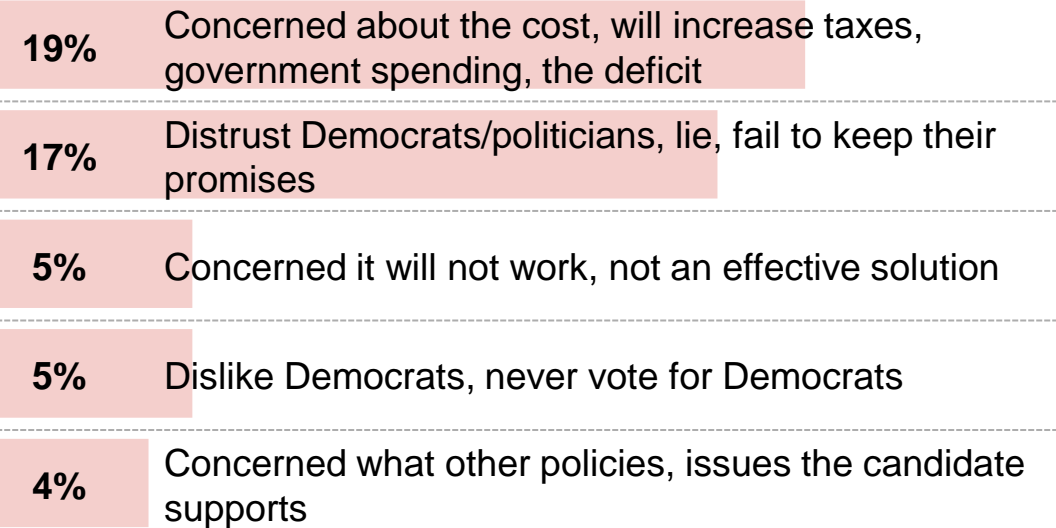 19%
Concerned about the cost, will increase taxes,
government spending, the deficit
17%
Distrust Democrats/politicians, lie, fail to keep their
promises
5%
Concerned it will not work, not an effective solution
5%
Dislike Democrats, never vote for Democrats
4%
Concerned what other policies, issues the candidate
supports